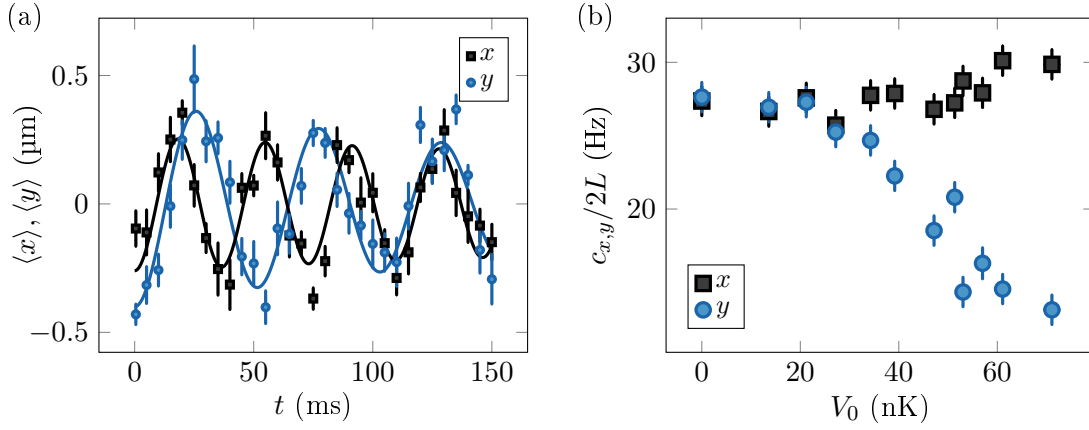 (a)
x
y
0.5
0
−0.5
⟨x⟩, ⟨y⟩ (µm)
0
50
100
150
t (ms)
(b)
30
20
c_{x,y}/2L (Hz)
x
y
0
20
40
60
V_0 (nK)